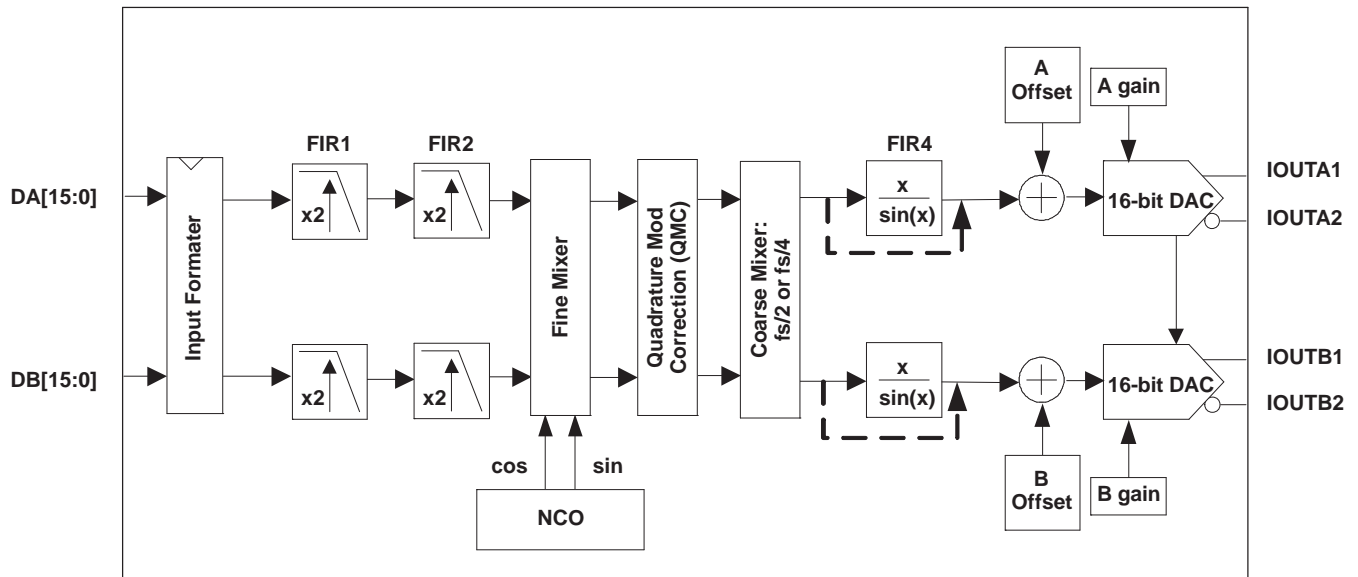 A
Offset
A gain
FIR1
FIR2
FIR4
DA[15:0]
x2
x2
x
sin(x)
16-bit DAC
IOUTA1
IOUTA2
Input Formater
Fine Mixer
Quadrature Mod
Correction (QMC)
Coarse Mixer:
fs/2 or fs/4
DB[15:0]
x2
x2
x
sin(x)
16-bit DAC
IOUTB1
IOUTB2
cos
sin
NCO
B
Offset
B gain